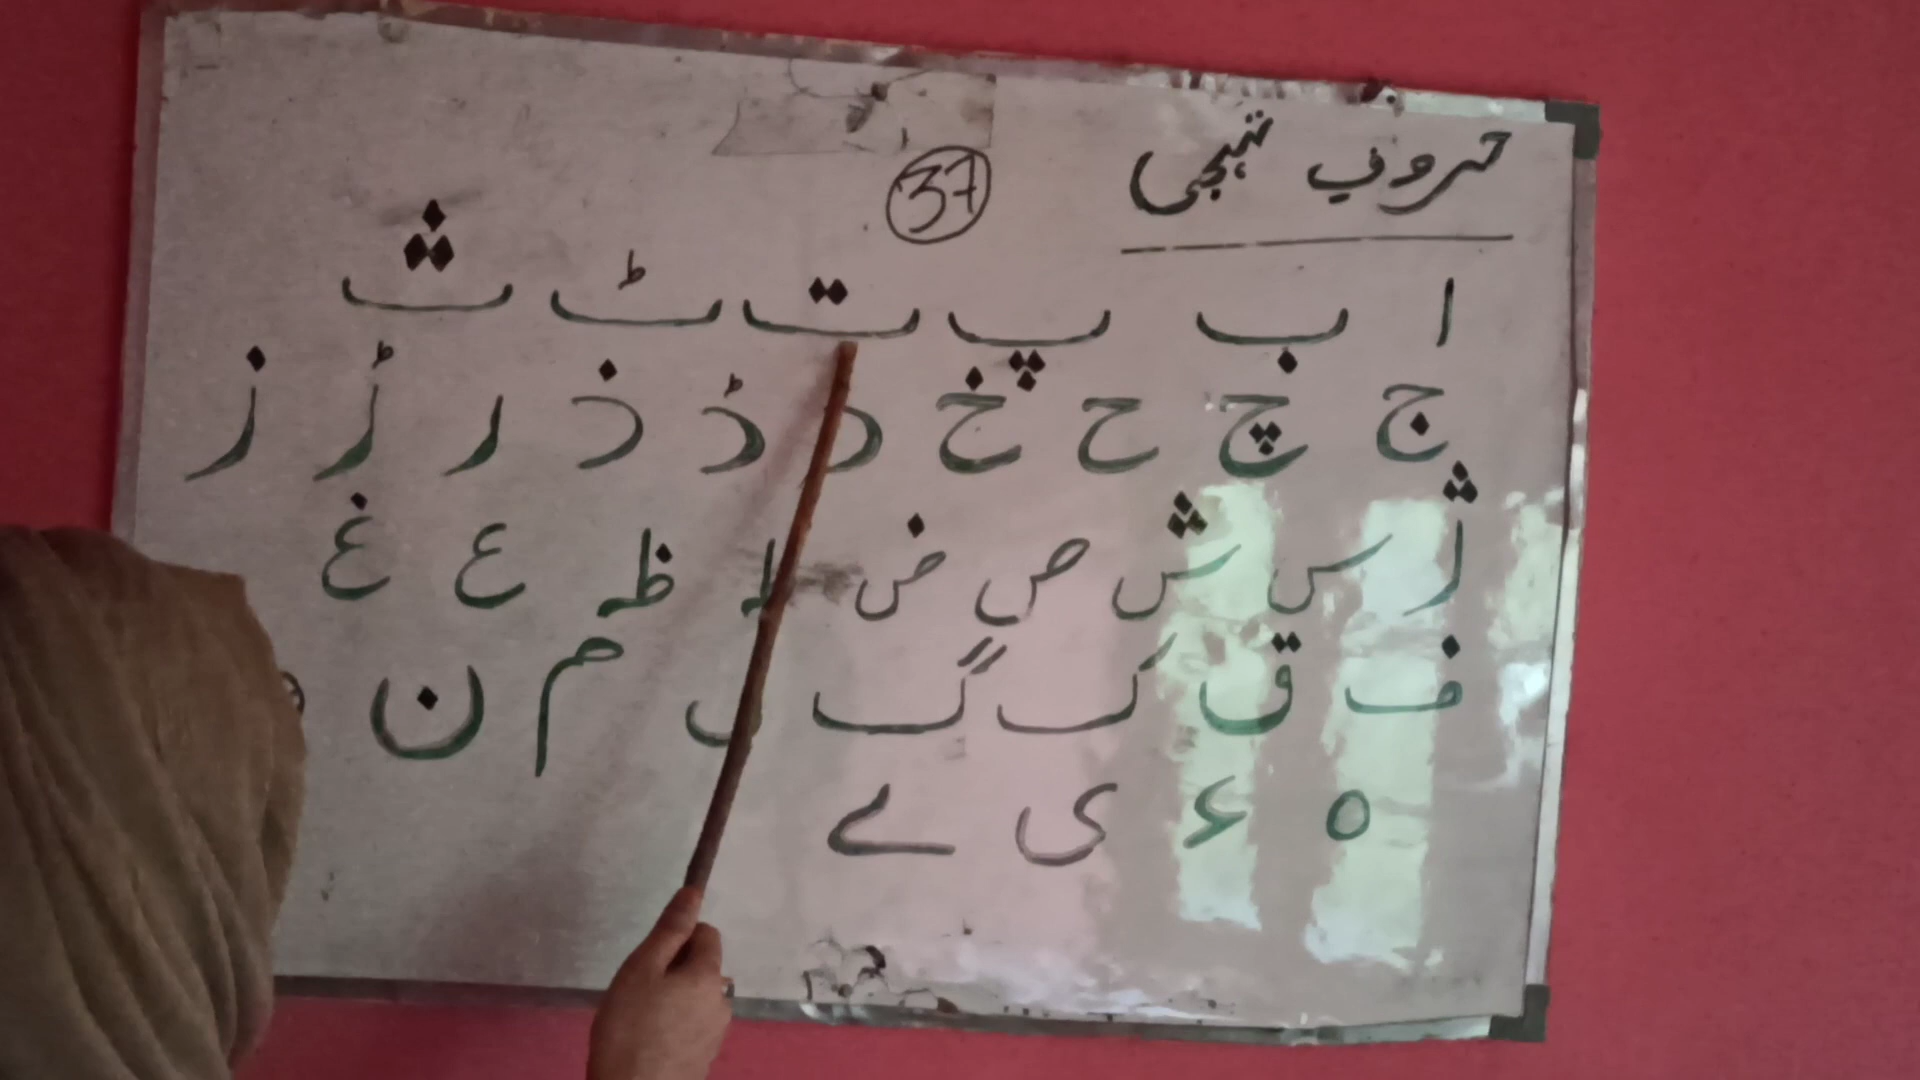 حروف تہجی
37
ا ب پ ت ٹ ث
ج چ ح خ د ڈ ذ ر ڑ ز
ژ س ش ص ض ط ظ ع غ
ف ق ک گ ل م ن
ہ ء ی ے